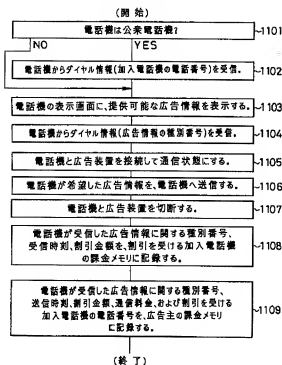 (開 始)
電話機は公衆電話機?
1101
NO
YES
電話機からダイヤル情報(加入電話機の電話番号)を受信。
1102
電話機の表示画面に、提供可能な広告情報を表示する。
1103
電話機からダイヤル情報(広告情報の種別番号)を受信。
1104
電話機と広告装置を接続して通信状態にする。
1105
電話機が希望した広告情報を、電話機へ送信する。
1106
電話機と広告装置を切断する。
1107
電話機が受信した広告情報に関する種別番号、
受信時刻、割引金額を、割引を受ける加入電話機
の課金メモリに記録する。
1108
電話機が受信した広告情報に関する種別番号、
送信時刻、割引金額、通信料金、および割引を受ける
加入電話機の電話番号を、広告主の課金メモリ
に記録する。
1109
(終 了)